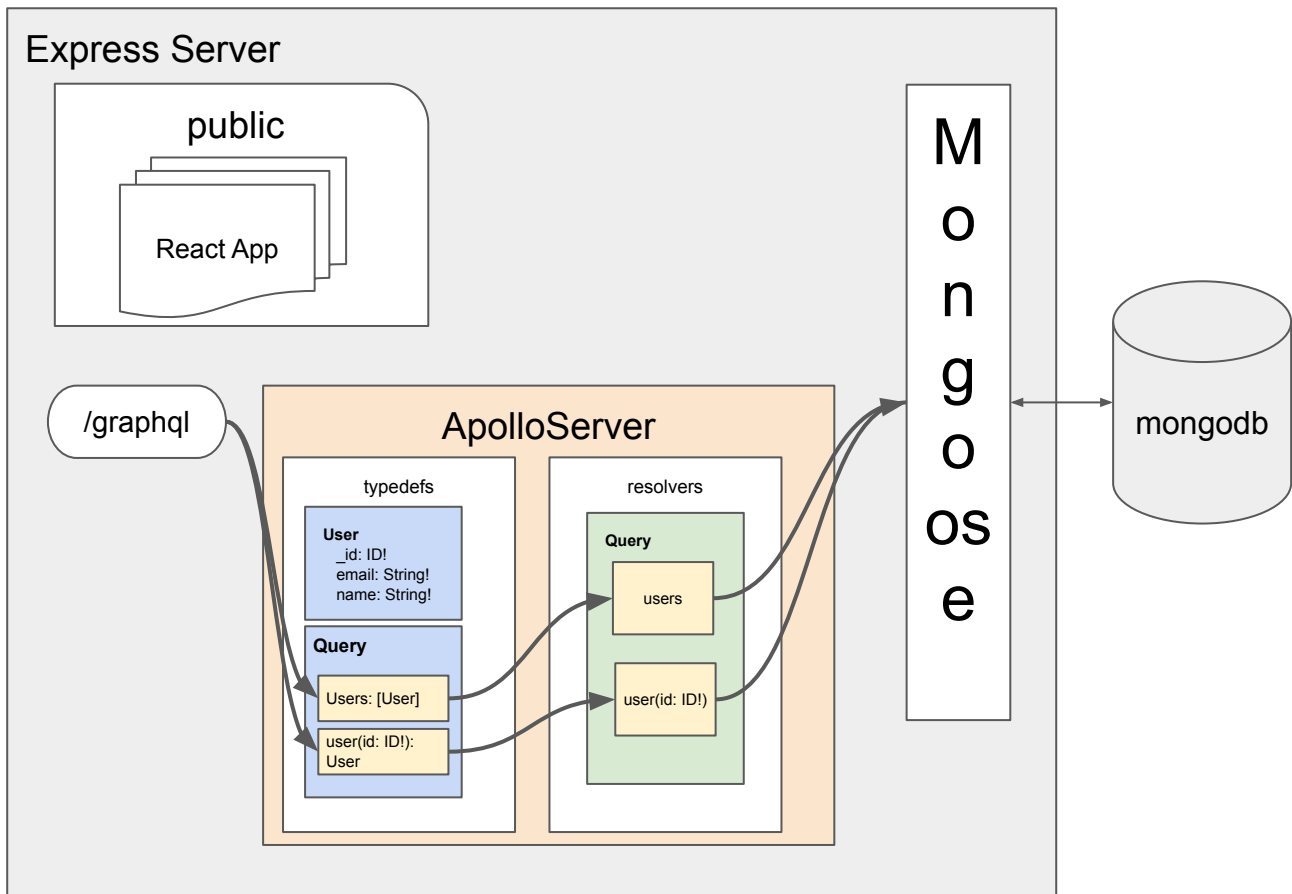 Express Server
public
React App
/graphql
ApolloServer
typedefs
User
_id: ID!
email: String!
name: String!
Query
Users: [User]
user(id: ID!):
User
resolvers
Query
users
user(id: ID!)
M
o
n
g
o
os
e
mongodb